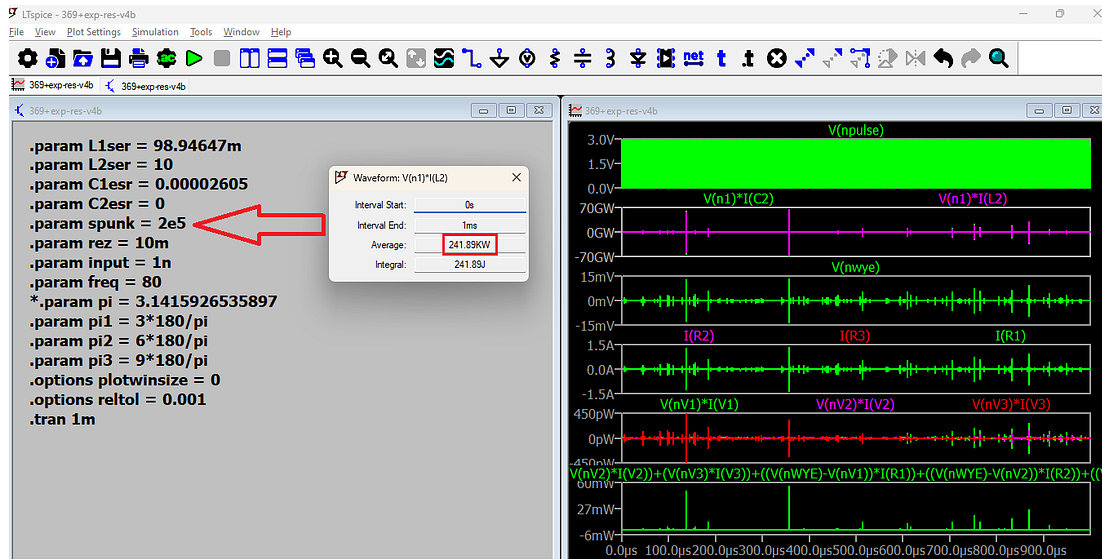 LTspice - 369+exp-res-v4b
File View Plot Settings Simulation Tools Window Help
.ac net t .t
369+exp-res-v4b 369+exp-res-v4b
369+exp-res-v4b
.param L1ser = 98.94647m
.param L2ser = 10
.param C1esr = 0.00002605
.param C2esr = 0
.param spunk = 2e5
.param rez = 10m
.param input = 1n
.param freq = 80
*.param pi = 3.1415926535897
.param pi1 = 3*180/pi
.param pi2 = 6*180/pi
.param pi3 = 9*180/pi
.options plotwinsize = 0
.options reltol = 0.001
.tran 1m
Waveform: V(n1)*I(L2)
Interval Start: 0s
Interval End: 1ms
Average: 241.89KW
Integral: 241.89J
369+exp-res-v4b
V(npulse)
3.0V
1.5V
0.0V
V(n1)*I(C2) V(n1)*I(L2)
70GW
0GW
-70GW
V(nwye)
15mV
0mV
-15mV
I(R2) I(R3) I(R1)
1.5A
0.0A
-1.5A
V(nV1)*I(V1) V(nV2)*I(V2) V(nV3)*I(V3)
450pW
0pW
-450pW
V(nV2)*I(V2))+(V(nV3)*I(V3))+((V(nWYE)-V(nV1))*I(R1))+((V(nWYE)-V(nV2))*I(R2))+((
60mW
27mW
-6mW
0.0µs 100.0µs 200.0µs 300.0µs 400.0µs 500.0µs 600.0µs 700.0µs 800.0µs 900.0µs